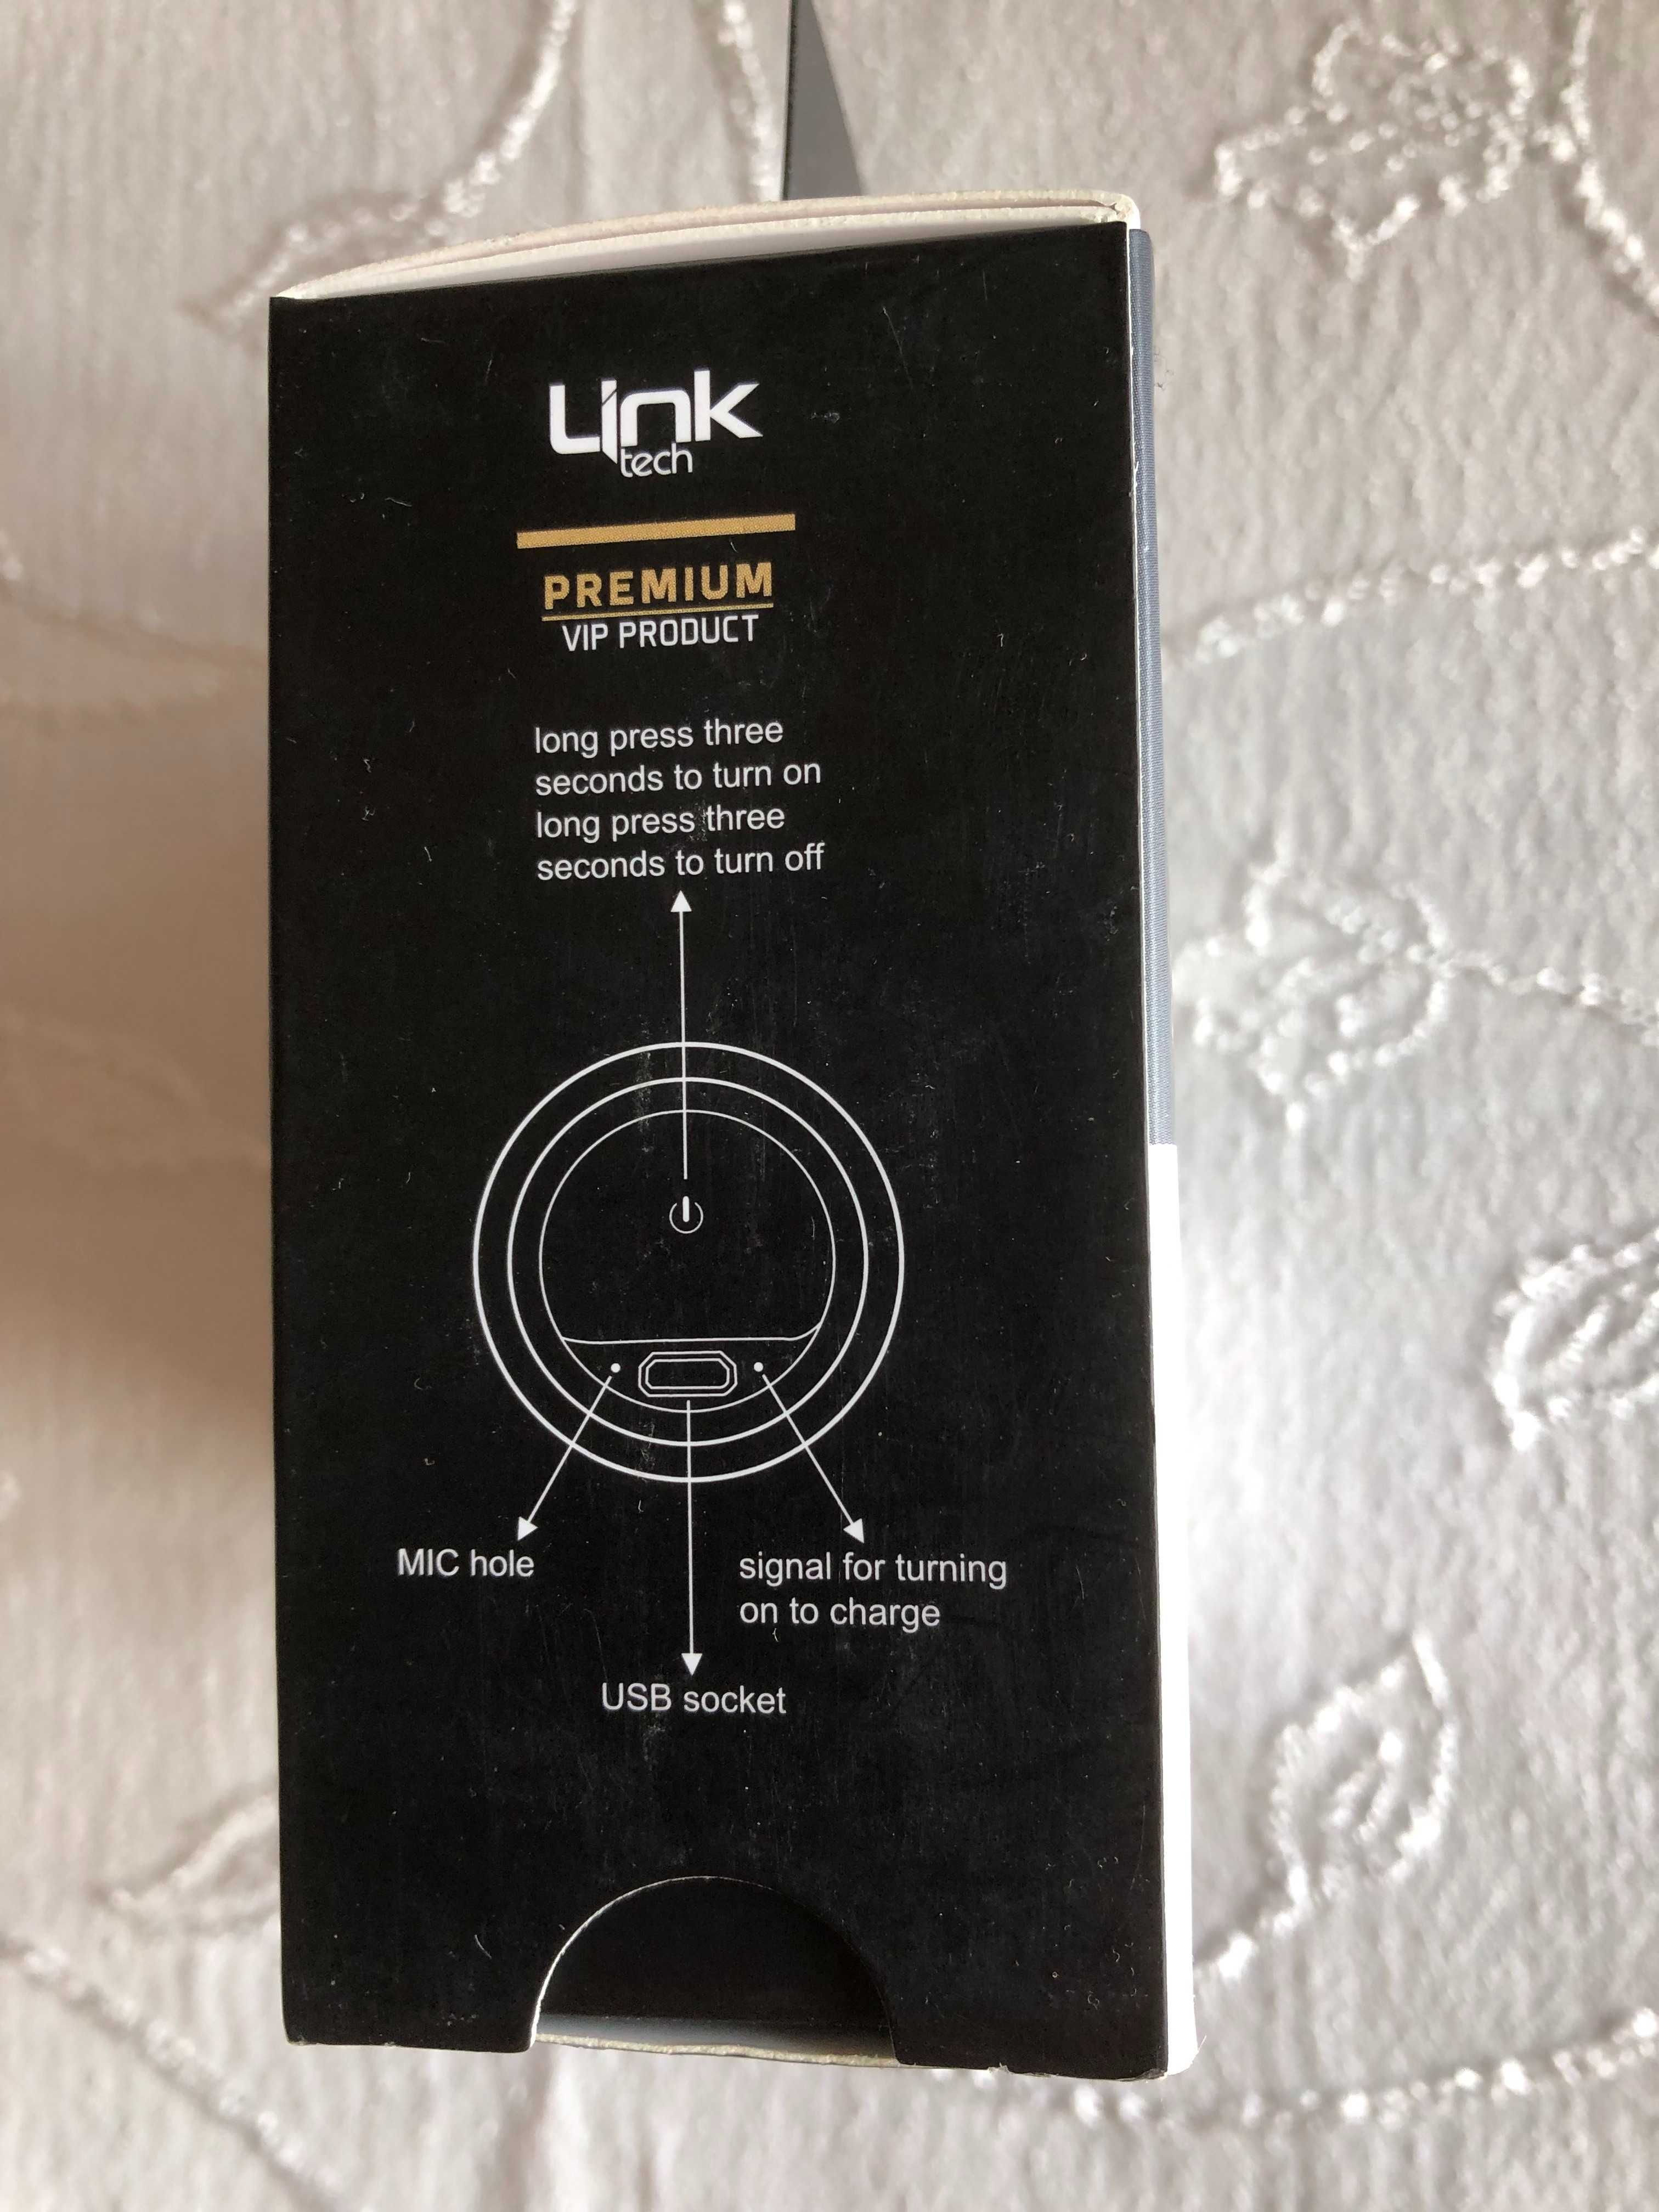 Link
tech
PREMIUM
VIP PRODUCT
long press three
seconds to turn on
long press three
seconds to turn off
MIC hole
signal for turning
on to charge
USB socket